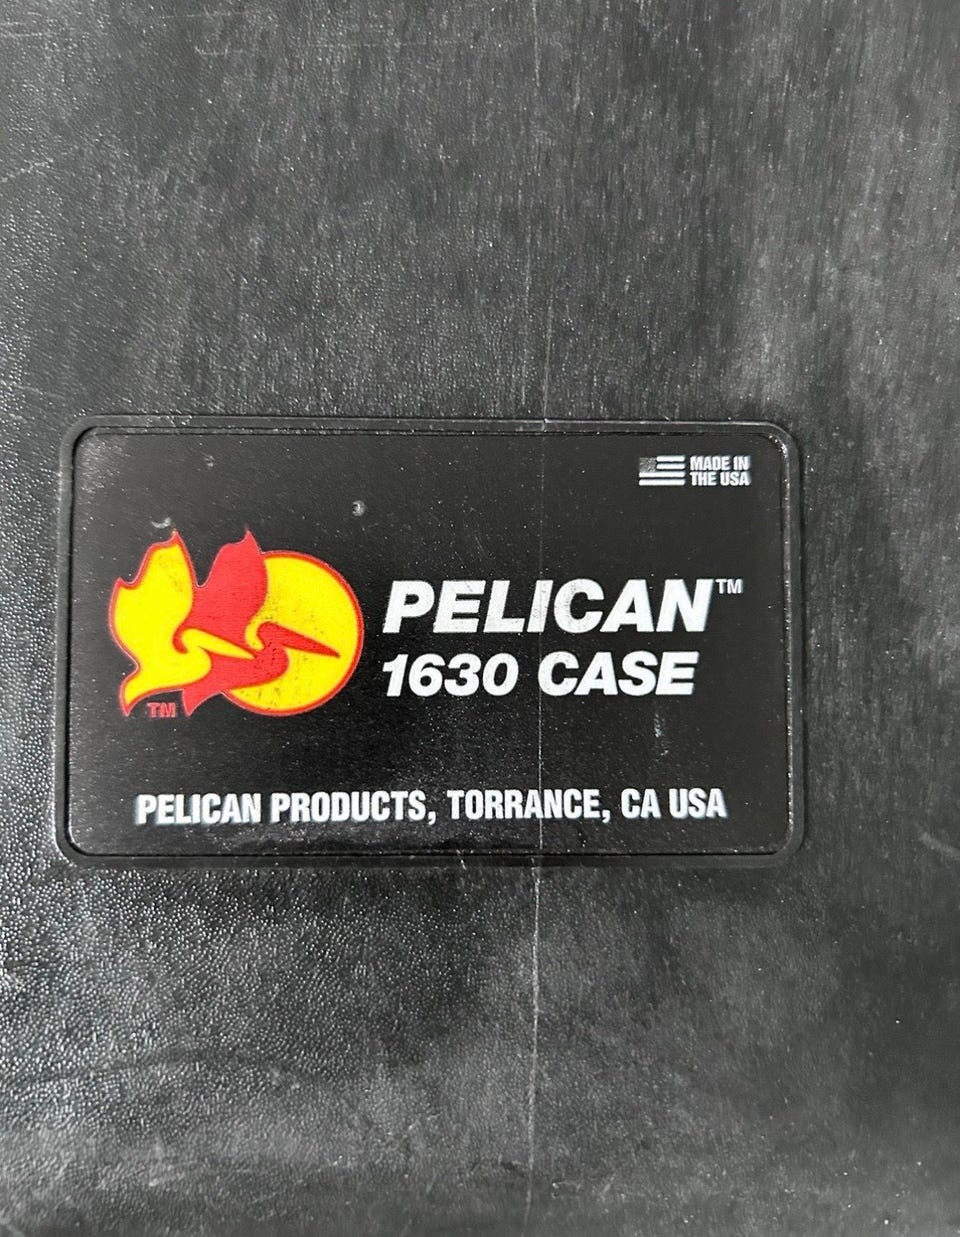 MADE IN
THE USA
PELICAN™
1630 CASE
TM
PELICAN PRODUCTS, TORRANCE, CA USA